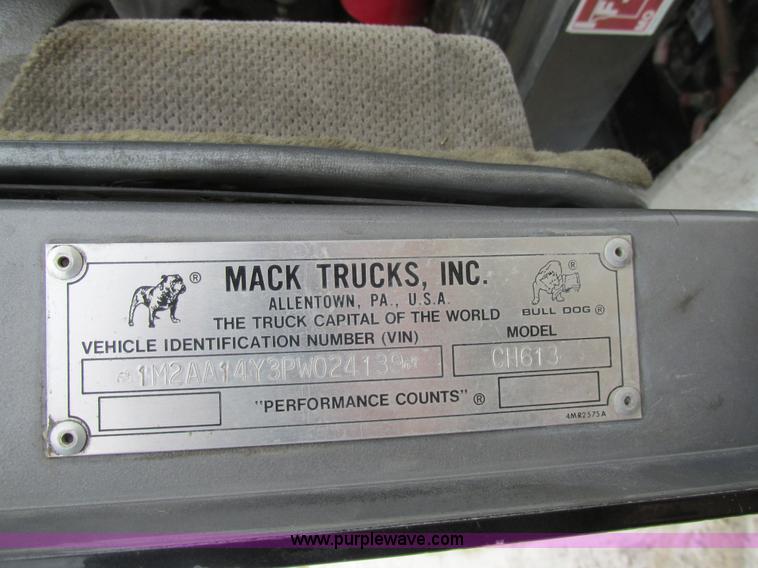 MACK TRUCKS, INC.
ALLENTOWN, PA., U.S.A.
THE TRUCK CAPITAL OF THE WORLD
BULL DOG ®
VEHICLE IDENTIFICATION NUMBER (VIN)
MODEL
1M2AA14Y3PW024139
CH613
"PERFORMANCE COUNTS" ®
4MR2575A
www.purplewave.com